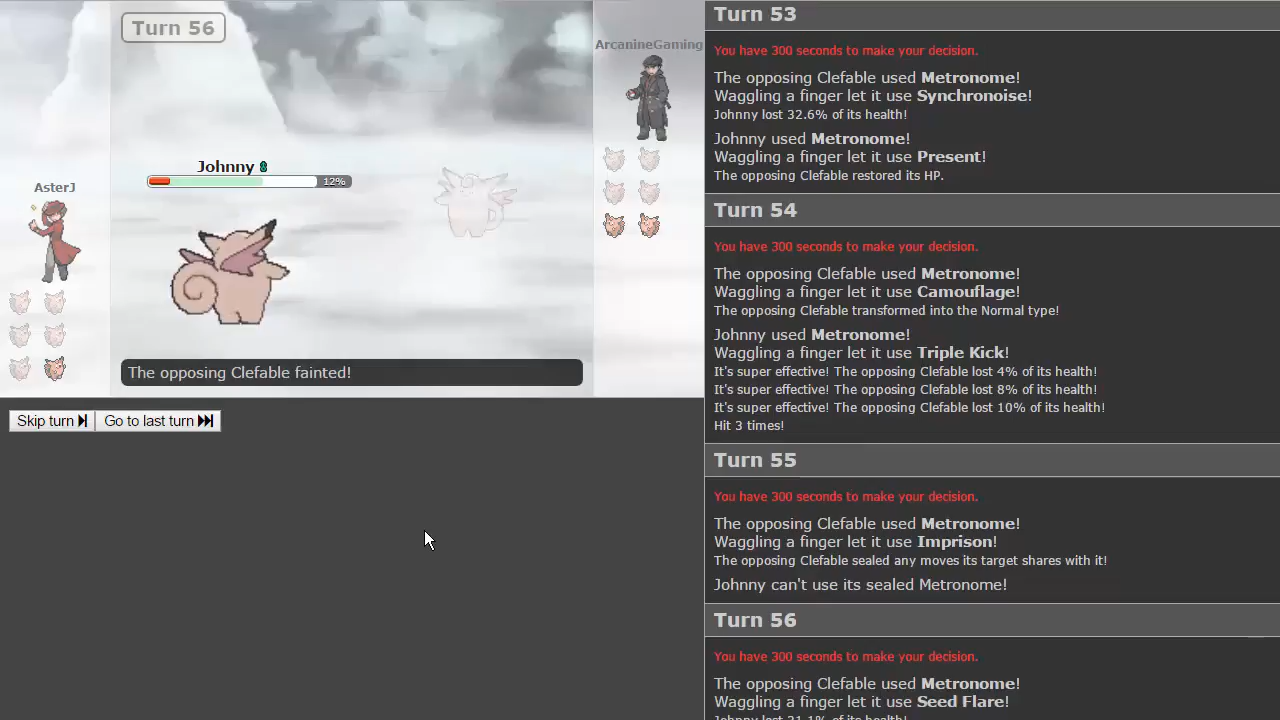 Turn 56
ArcanineGaming
Johnny
12%
AsterJ
The opposing Clefable fainted!
Skip turn
Go to last turn
Turn 53
You have 300 seconds to make your decision.
The opposing Clefable used Metronome!
Waggling a finger let it use Synchronoise!
Johnny lost 32.6% of its health!
Johnny used Metronome!
Waggling a finger let it use Present!
The opposing Clefable restored its HP.
Turn 54
You have 300 seconds to make your decision.
The opposing Clefable used Metronome!
Waggling a finger let it use Camouflage!
The opposing Clefable transformed into the Normal type!
Johnny used Metronome!
Waggling a finger let it use Triple Kick!
It's super effective! The opposing Clefable lost 4% of its health!
It's super effective! The opposing Clefable lost 8% of its health!
It's super effective! The opposing Clefable lost 10% of its health!
Hit 3 times!
Turn 55
You have 300 seconds to make your decision.
The opposing Clefable used Metronome!
Waggling a finger let it use Imprison!
The opposing Clefable sealed any moves its target shares with it!
Johnny can't use its sealed Metronome!
Turn 56
You have 300 seconds to make your decision.
The opposing Clefable used Metronome!
Waggling a finger let it use Seed Flare!
Johnny lost 21.1% of its health!